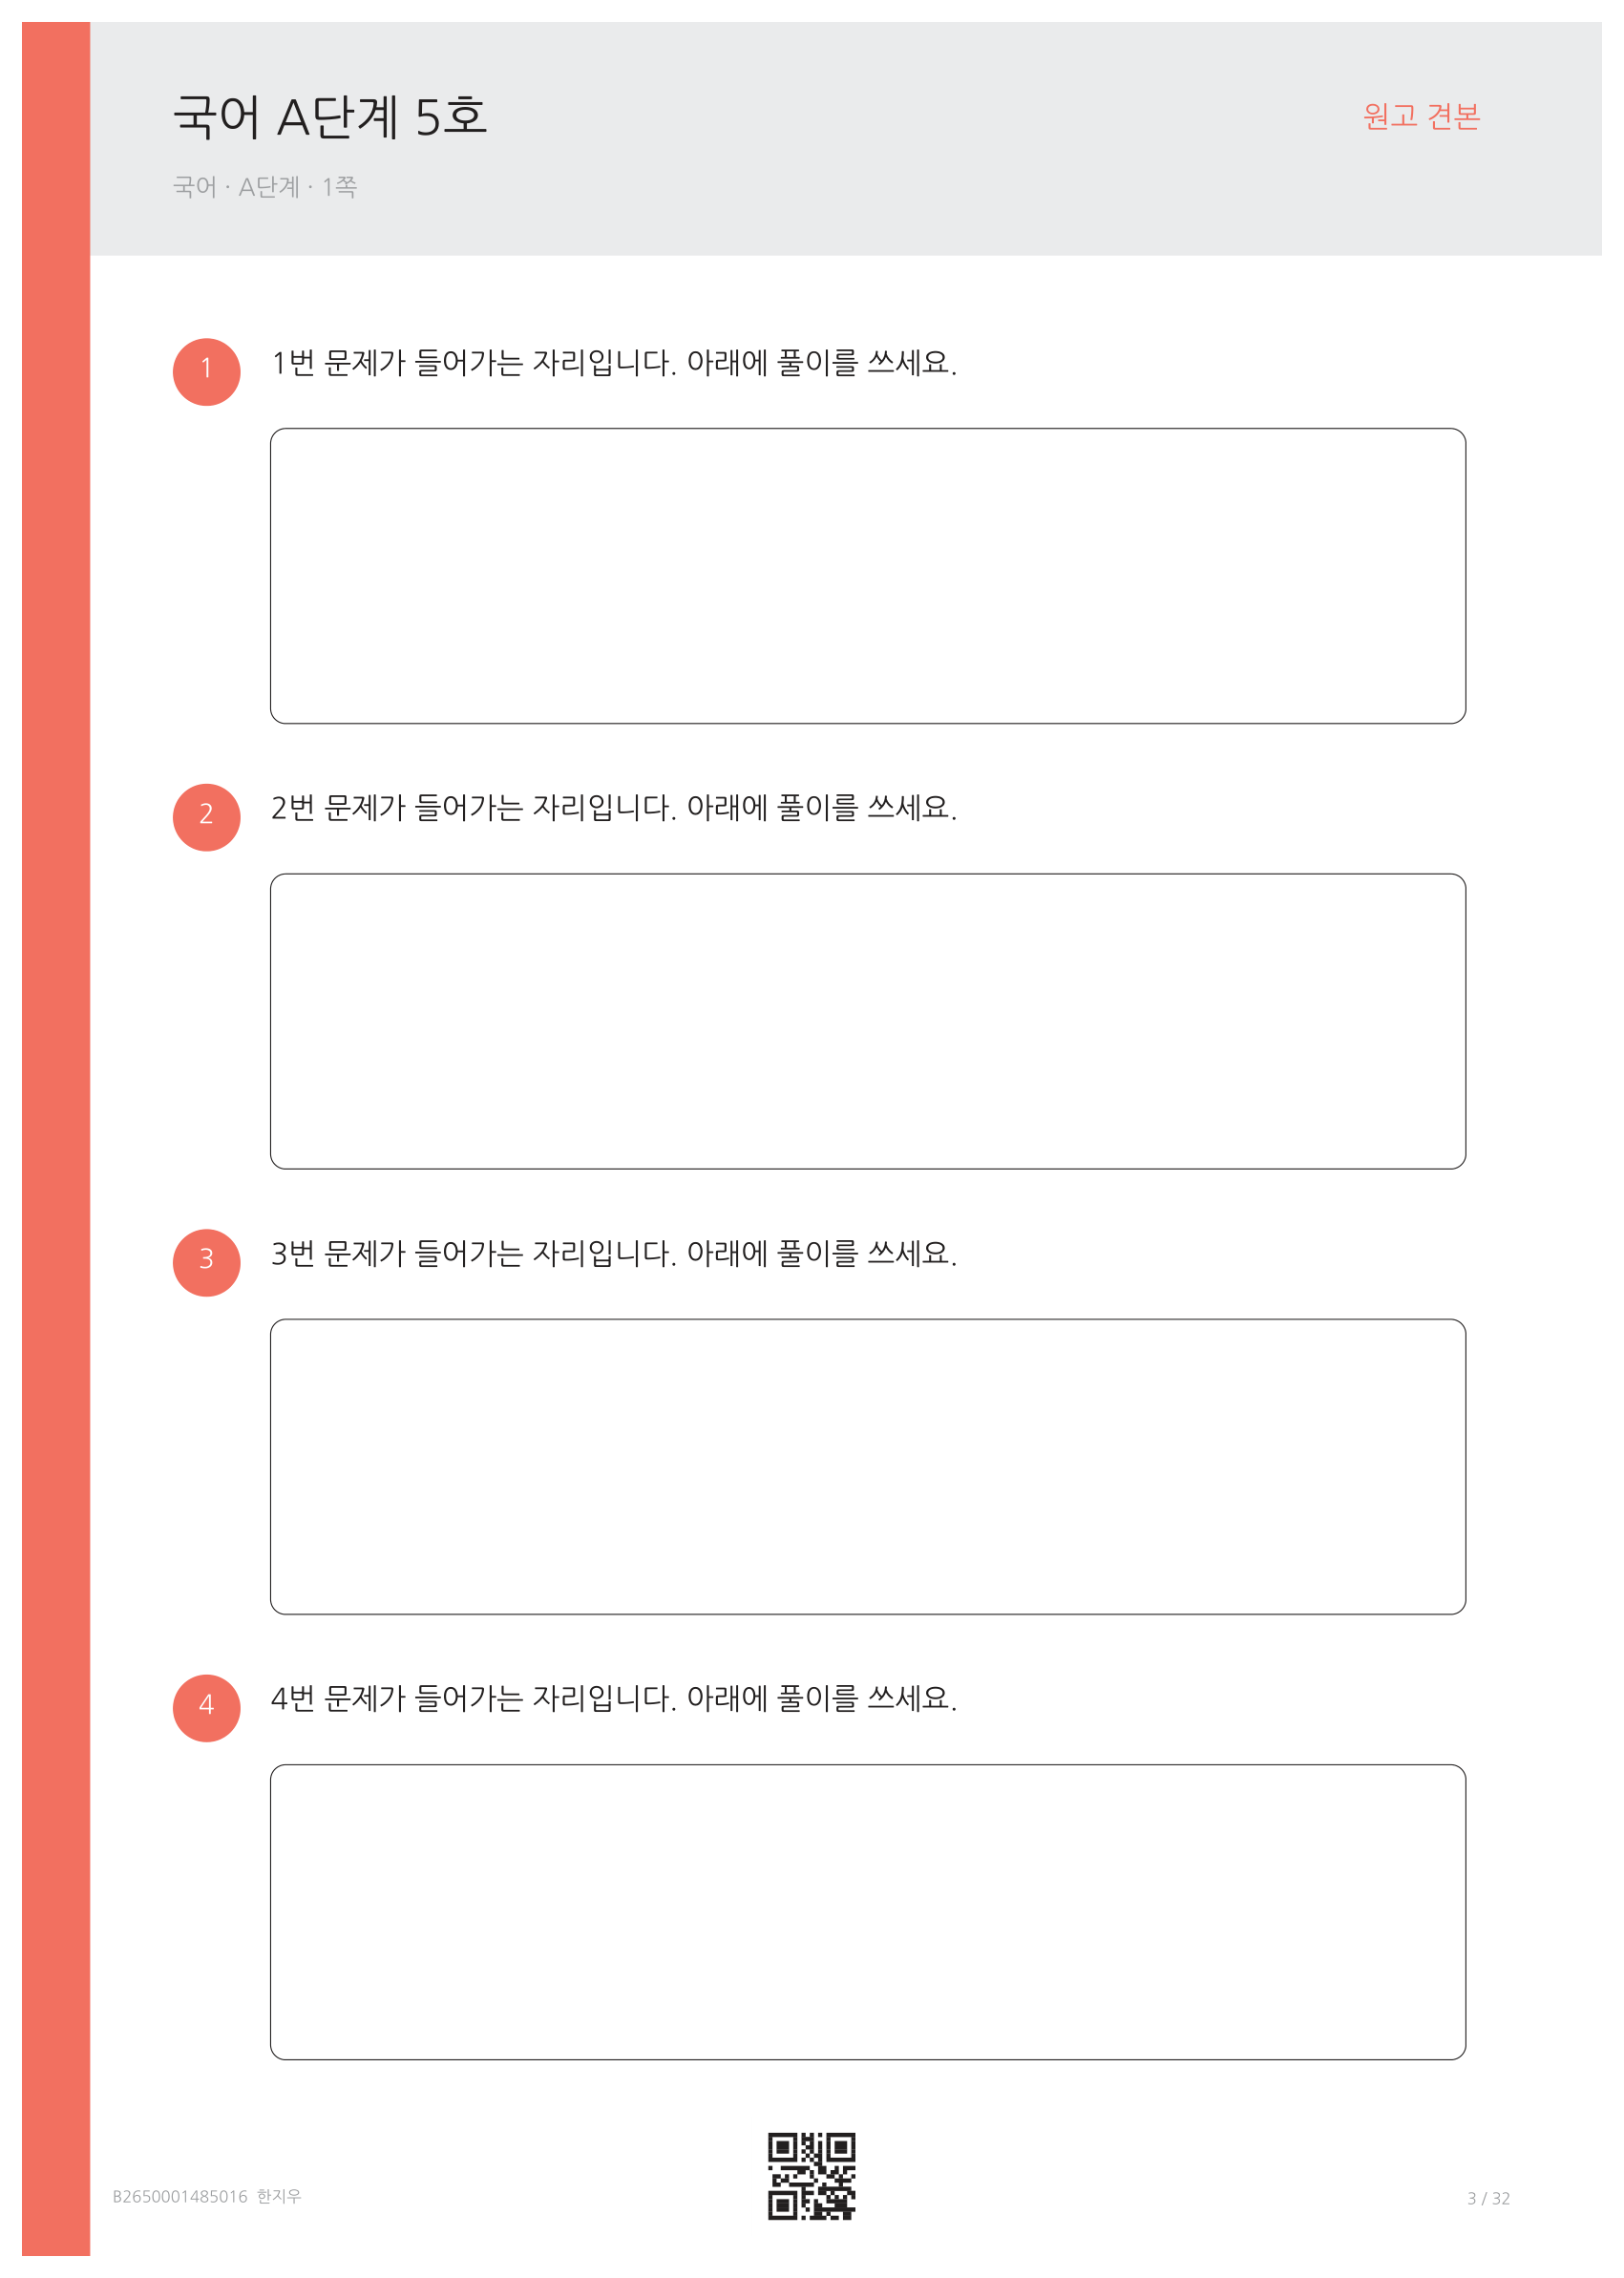 국어 A단계 5호
원고 견본
국어 · A단계 · 1쪽
1
1번 문제가 들어가는 자리입니다. 아래에 풀이를 쓰세요.
2
2번 문제가 들어가는 자리입니다. 아래에 풀이를 쓰세요.
3
3번 문제가 들어가는 자리입니다. 아래에 풀이를 쓰세요.
4
4번 문제가 들어가는 자리입니다. 아래에 풀이를 쓰세요.
B2650001485016 한지우
3 / 32